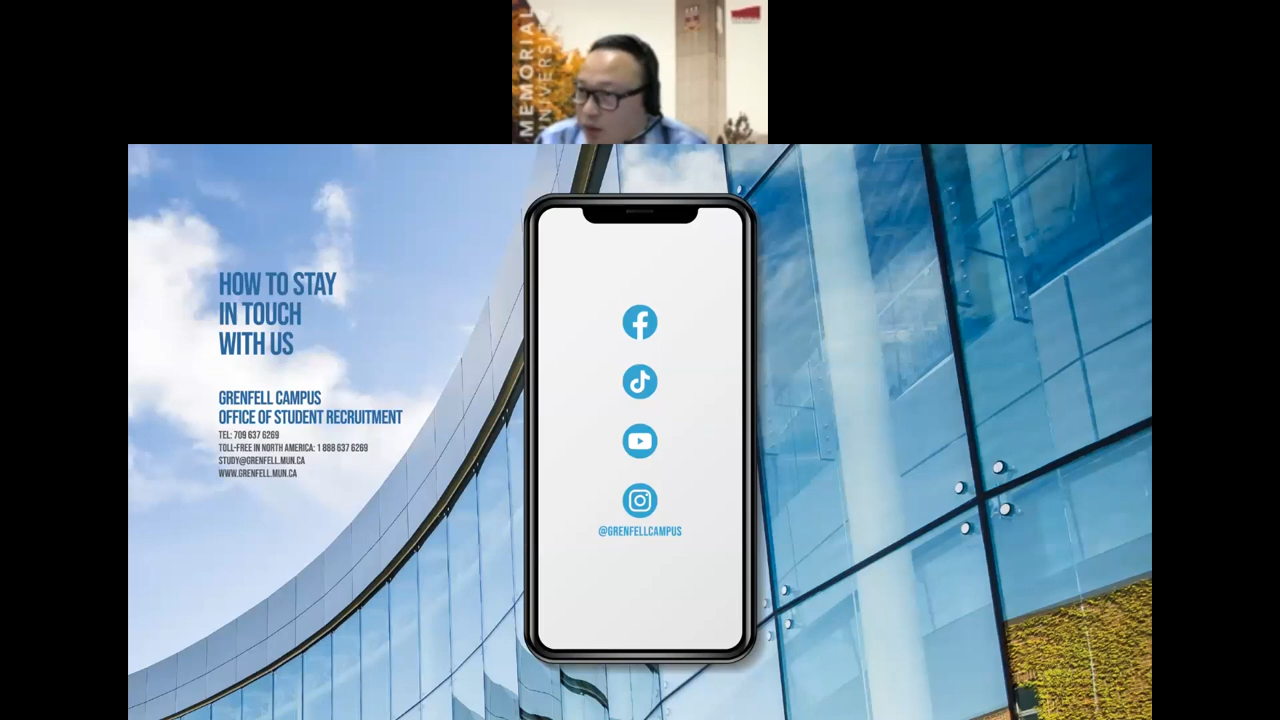 MEMORIAL
UNIVERSITY
HOW TO STAY
IN TOUCH
WITH US
GRENFELL CAMPUS
OFFICE OF STUDENT RECRUITMENT
TEL: 709 637 6269
TOLL-FREE IN NORTH AMERICA: 1 888 637 6269
STUDY@GRENFELL.MUN.CA
WWW.GRENFELL.MUN.CA
@GRENFELLCAMPUS